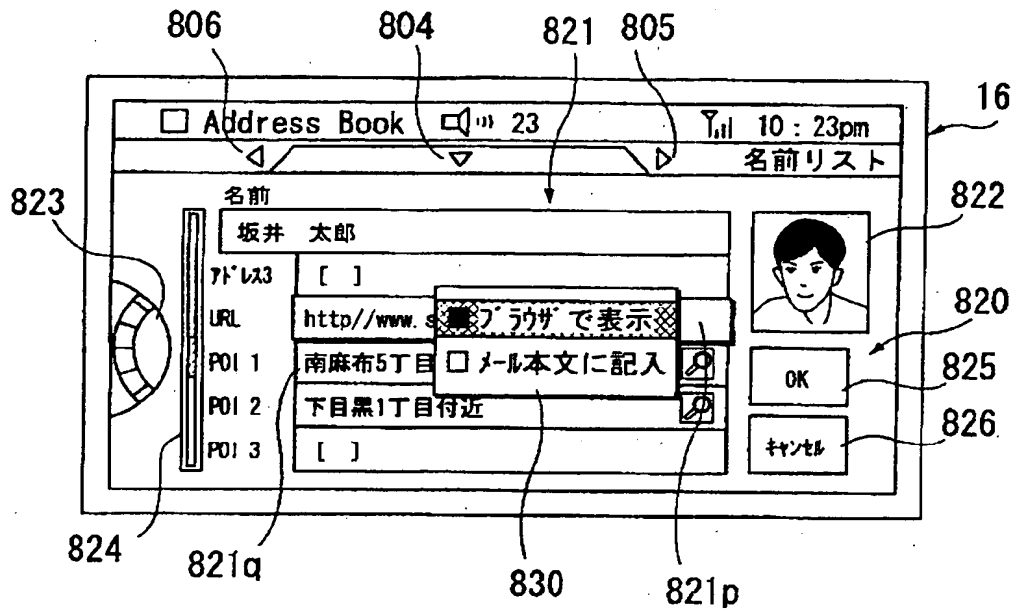 806 804 821 805
16
Address Book 23 10 : 23pm
名前リスト
823 名前 822
坂井 太郎
アドレス3 [ ]
URL http//www.s ブラウザで表示
820
POI 1 南麻布5丁目 メール本文に記入
OK 825
POI 2 下目黒1丁目付近
826
POI 3 [ ] キャンセル
824 821q 830 821p